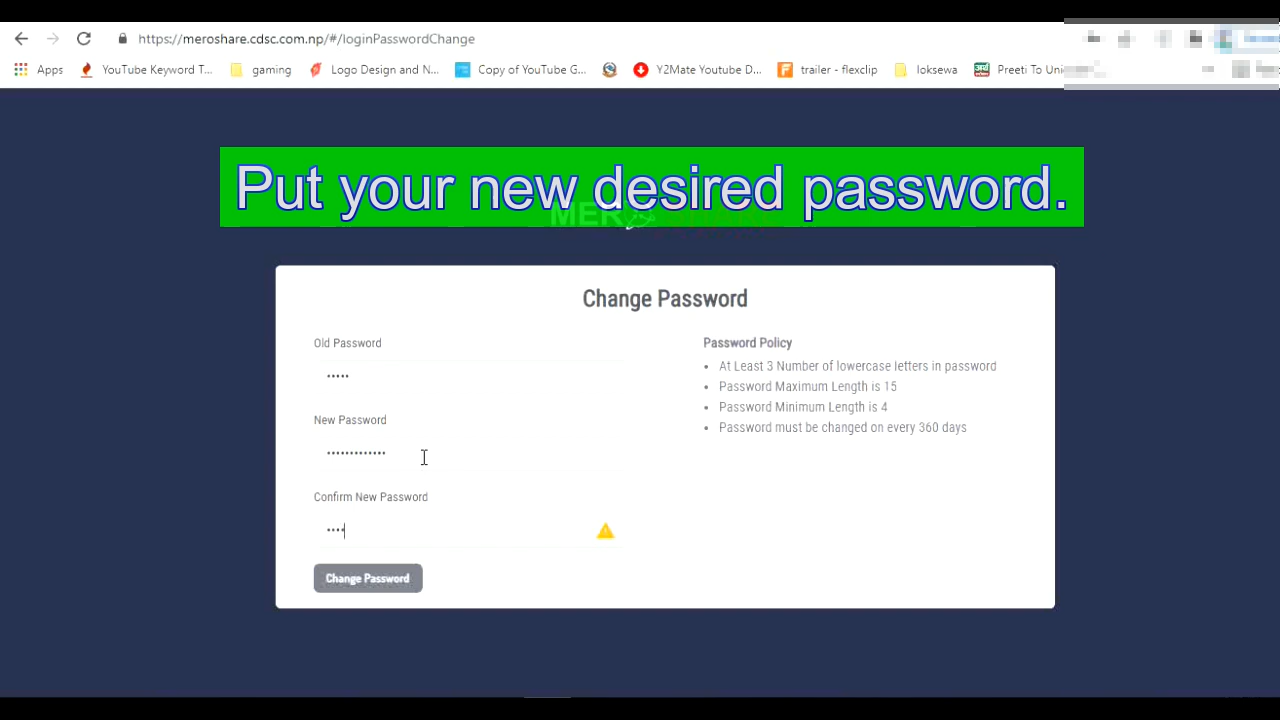 https://meroshare.cdsc.com.np/#/loginPasswordChange
Apps YouTube Keyword T... gaming Logo Design and N... Copy of YouTube G... Y2Mate Youtube D... trailer - flexclip loksewa Preeti To Uni
Put your new desired password.
MER
Change Password
Old Password
•••••
New Password
•••••••••••••
Confirm New Password
••••
Change Password
Password Policy
• At Least 3 Number of lowercase letters in password
• Password Maximum Length is 15
• Password Minimum Length is 4
• Password must be changed on every 360 days